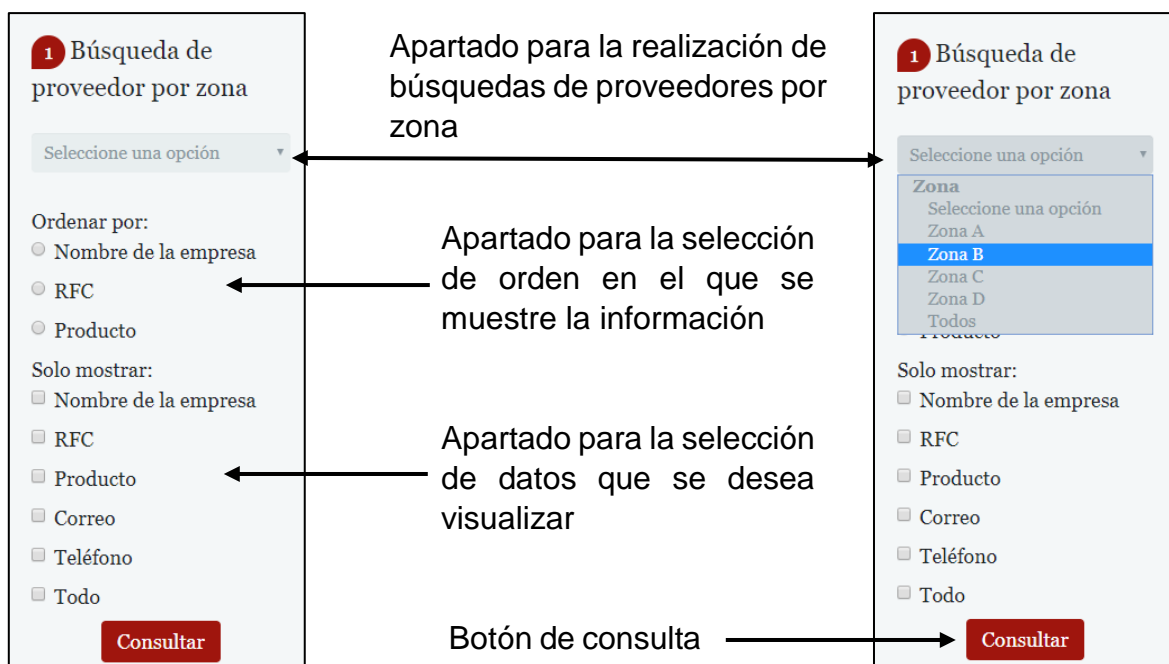 1 Búsqueda de
proveedor por zona
Seleccione una opción
Ordenar por:
Nombre de la empresa
RFC
Producto
Solo mostrar:
Nombre de la empresa
RFC
Producto
Correo
Teléfono
Todo
Consultar
Apartado para la realización de
búsquedas de proveedores por
zona
Apartado para la selección
de orden en el que se
muestre la información
Apartado para la selección
de datos que se desea
visualizar
Botón de consulta
1 Búsqueda de
proveedor por zona
Seleccione una opción
Zona
Seleccione una opción
Zona A
Zona B
Zona C
Zona D
Todos
Producto
Solo mostrar:
Nombre de la empresa
RFC
Producto
Correo
Teléfono
Todo
Consultar